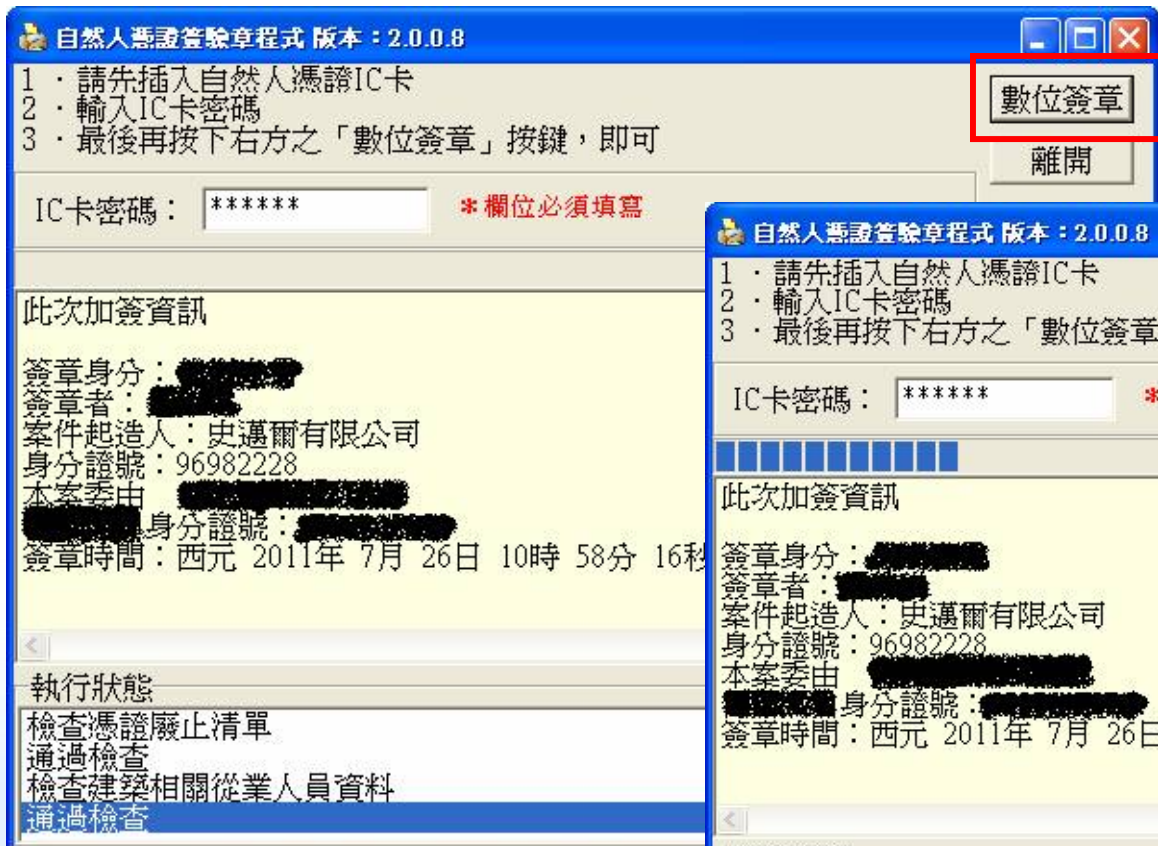 自然人憑證簽驗章程式 版本：2.0.0.8
1．請先插入自然人憑證IC卡
2．輸入IC卡密碼
3．最後再按下右方之「數位簽章」按鍵，即可
數位簽章
離開
IC卡密碼： ******
*欄位必須填寫
此次加簽資訊
簽章身分：
簽章者：
案件起造人：史邁爾有限公司
身分證號：96982228
本案委由
身分證號：
簽章時間：西元 2011年 7月 26日 10時 58分 16秒
執行狀態
檢查憑證廢止清單
通過檢查
檢查建築相關從業人員資料
通過檢查
自然人憑證簽驗章程式 版本：2.0.0.8
1．請先插入自然人憑證IC卡
2．輸入IC卡密碼
3．最後再按下右方之「數位簽章
IC卡密碼： ******
*
此次加簽資訊
簽章身分：
簽章者：
案件起造人：史邁爾有限公司
身分證號：96982228
本案委由
身分證號：
簽章時間：西元 2011年 7月 26日